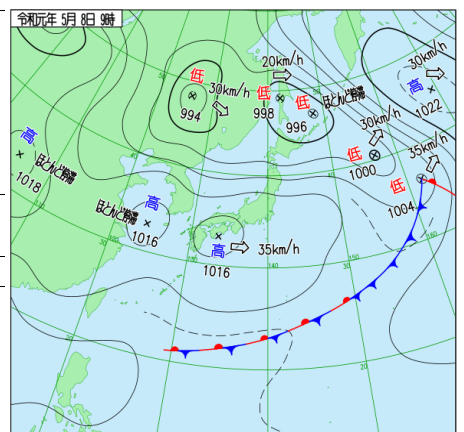 令和元年 5月 8日 9時
20km/h
30km/h
低
30km/h
低
低
ほとんど停滞
高
994
998
996
1022
30km/h
高
ほとんど停滞
低
35km/h
1000
1018
低
高
ほとんど停滞
1004
1016
高
35km/h
1016